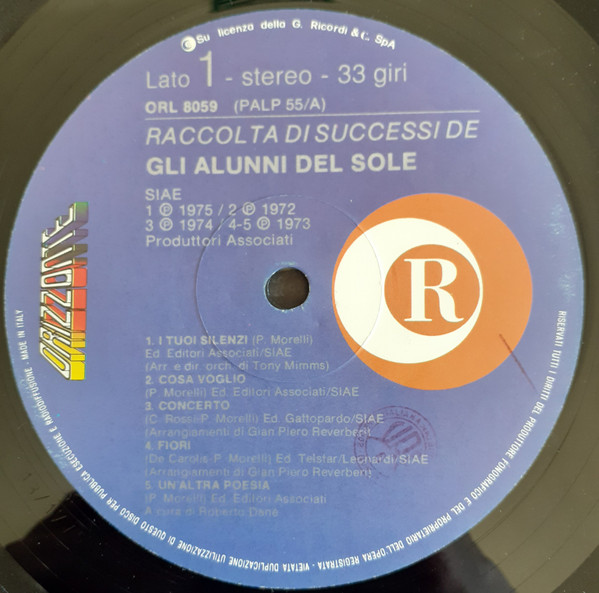 Su licenza della G. Ricordi & C. SpA
Lato 1 - stereo - 33 giri
ORL 8059 (PALP 55/A)
RACCOLTA DI SUCCESSI DE
GLI ALUNNI DEL SOLE
SIAE
1 ℗ 1975 / 2 ℗ 1972
3 ℗ 1974 / 4-5 ℗ 1973
Produttori Associati
ORIZZONTE
R
1. I TUOI SILENZI (P. Morelli)
Ed. Editori Associati/SIAE
(Arr. e dir. orch. di Tony Mimms)
2. COSA VOGLIO
(P. Morelli) Ed. Editori Associati/SIAE
3. CONCERTO
(C. Rossi-P. Morelli) Ed. Gattopardo/SIAE
(Arrangiamenti di Gian Piero Reverberi)
4. FIORI
(De Carolis-P. Morelli) Ed. Telstar/Leonardi/SIAE
(Arrangiamenti di Gian Piero Reverberi)
5. UN'ALTRA POESIA
(P. Morelli) Ed. Editori Associati
A cura di Roberto Danè
RISERVATI TUTTI I DIRITTI DEL PRODUTTORE FONOGRAFICO E DEL PROPRIETARIO DELL'OPERA REGISTRATA - VIETATA DUPLICAZIONE UTILIZZAZIONE DI QUESTO DISCO PER PUBBLICA ESECUZIONE E RADIODIFFUSIONE - MADE IN ITALY